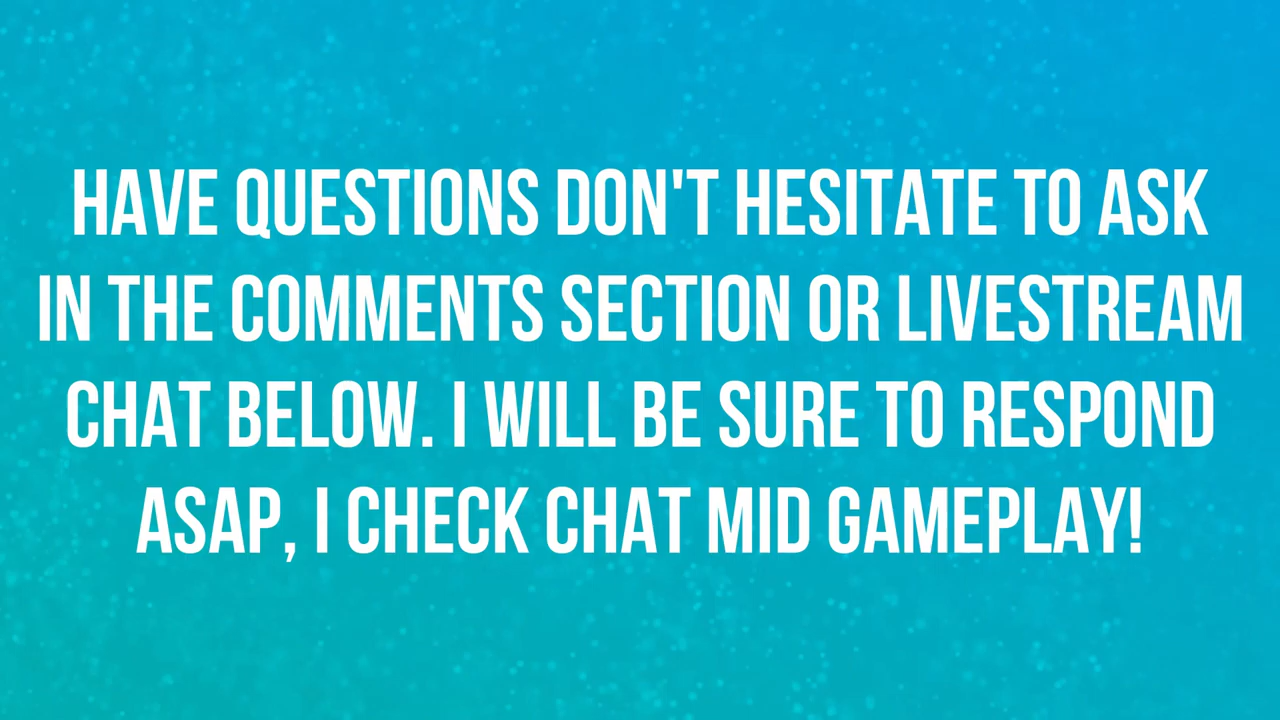 HAVE QUESTIONS DON'T HESITATE TO ASK
IN THE COMMENTS SECTION OR LIVESTREAM
CHAT BELOW. I WILL BE SURE TO RESPOND
ASAP, I CHECK CHAT MID GAMEPLAY!